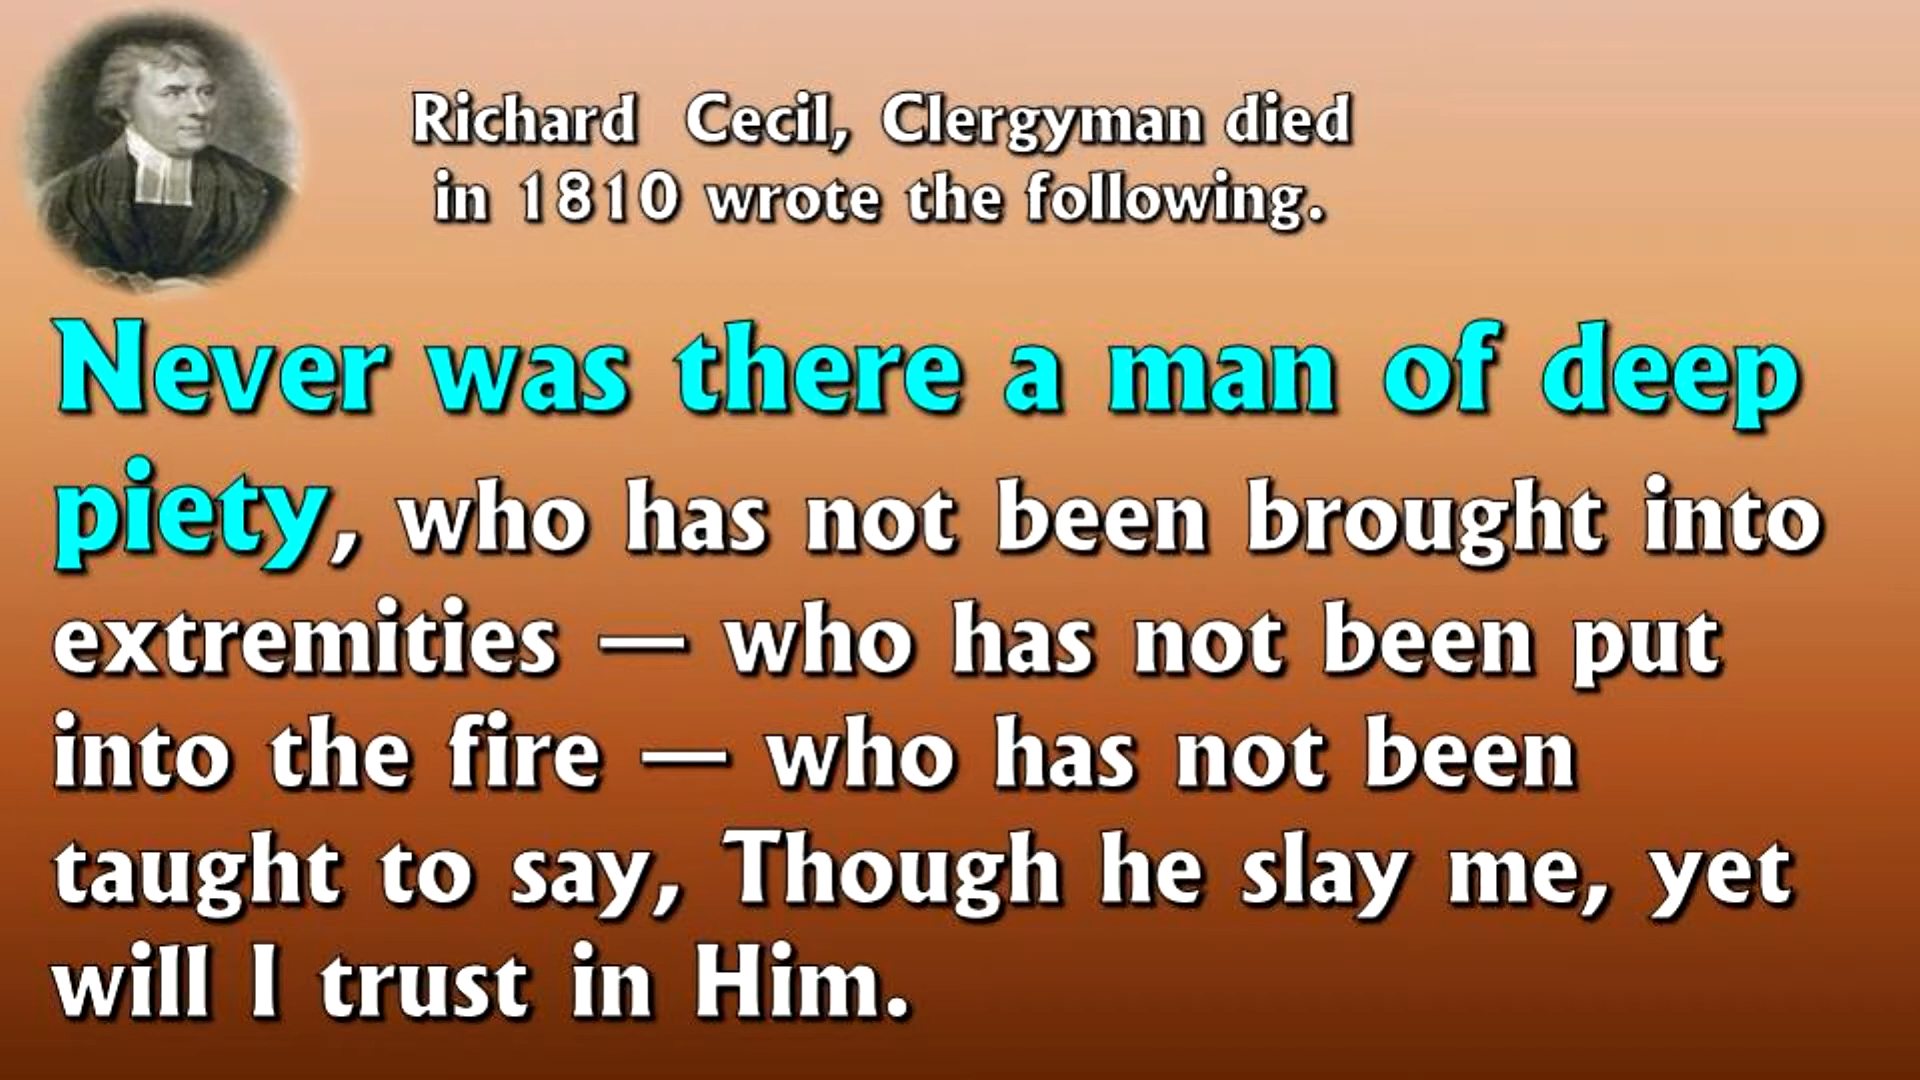 Richard Cecil, Clergyman died
in 1810 wrote the following.
Never was there a man of deep
piety, who has not been brought into
extremities — who has not been put
into the fire — who has not been
taught to say, Though he slay me, yet
will I trust in Him.